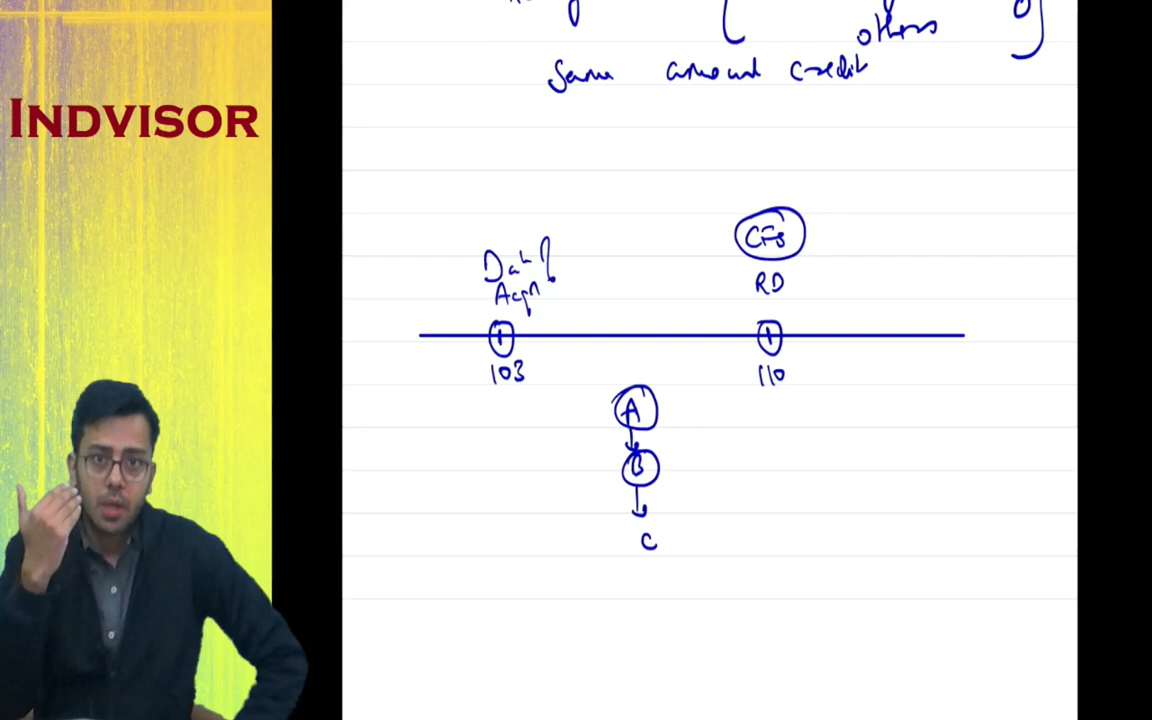 INDVISOR
others
same amount credit
CFS
Date of
Acqn
RD
103
110
A
B
C